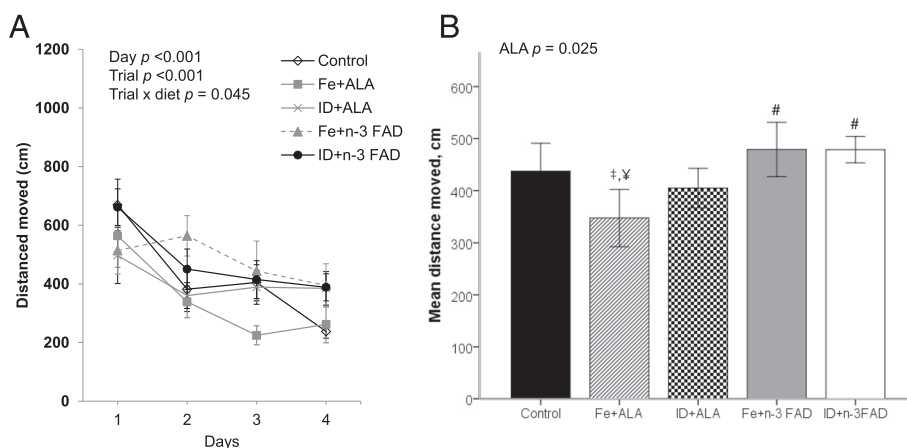 A
Distanced moved (cm)
1200
1000
800
600
400
200
0
Day p <0.001
Trial p <0.001
Trial x diet p = 0.045
Control
Fe+ALA
ID+ALA
Fe+n-3 FAD
ID+n-3 FAD
1 2 3 4
Days
B
ALA p = 0.025
Mean distance moved, cm
600
500
400
300
200
100
0
‡,¥
#
#
Control Fe+ALA ID+ALA Fe+n-3 FAD ID+n-3FAD